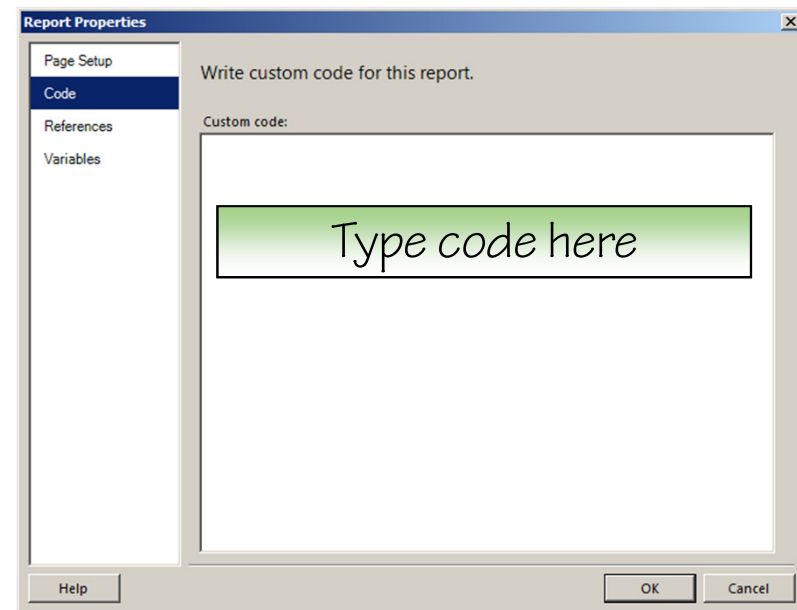 Report Properties
Page Setup
Code
References
Variables
Write custom code for this report.
Custom code:
Type code here
Help
OK
Cancel